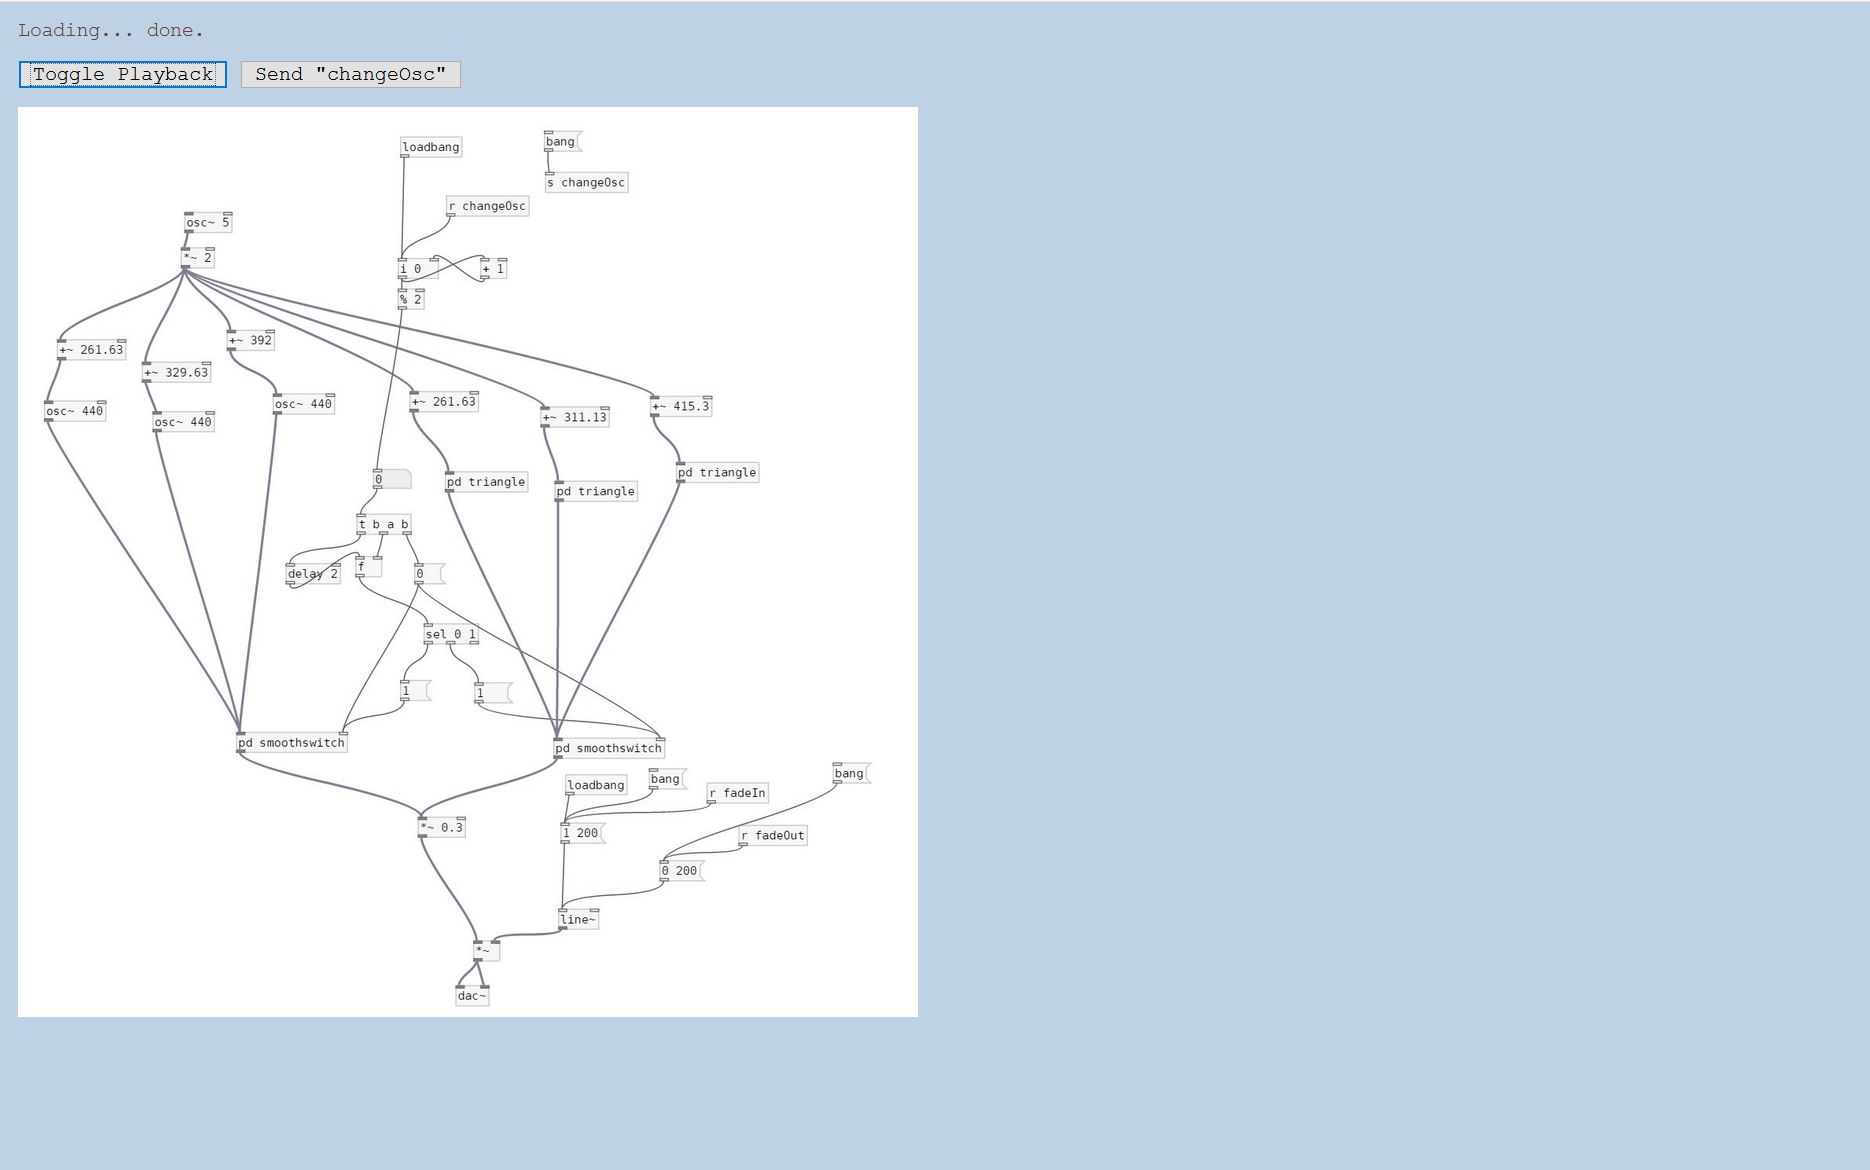 Loading... done.
Toggle Playback
Send "changeOsc"
loadbang
bang
s changeOsc
r changeOsc
osc~ 5
*~ 2
i 0
+ 1
% 2
+~ 392
+~ 261.63
+~ 329.63
osc~ 440
osc~ 440
osc~ 440
+~ 261.63
+~ 311.13
+~ 415.3
pd triangle
pd triangle
pd triangle
0
t b a b
delay 2
f
0
sel 0 1
1
1
pd smoothswitch
pd smoothswitch
loadbang
bang
r fadeIn
bang
*~ 0.3
1 200
r fadeOut
0 200
line~
*~
dac~